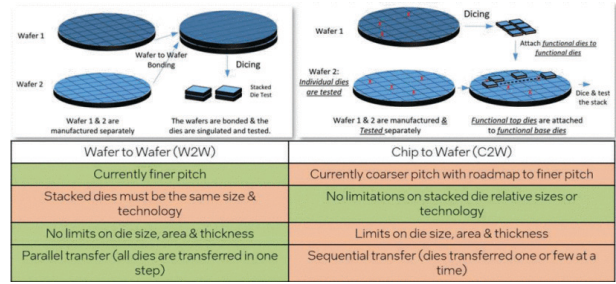 Wafer 1
Wafer to Wafer
Bonding
Dicing
Wafer 2
Stacked
Die Test
Wafer 1 & 2 are
manufactured separately
The wafers are bonded & the
dies are singulated and tested.
Wafer 1
Dicing
Attach functional dies to
functional dies
Wafer 2:
Individual dies
are tested
Dice & test
the stack
Wafer 1 & 2 are manufactured &
Tested separately
Functional top dies are attached
to functional base dies
Wafer to Wafer (W2W)
Chip to Wafer (C2W)
Currently finer pitch
Currently coarser pitch with roadmap to finer pitch
Stacked dies must be the same size &
technology
No limitations on stacked die relative sizes or
technology
No limits on die size, area & thickness
Limits on die size, area & thickness
Parallel transfer (all dies are transferred in one
step)
Sequential transfer (dies transferred one or few at
a time)